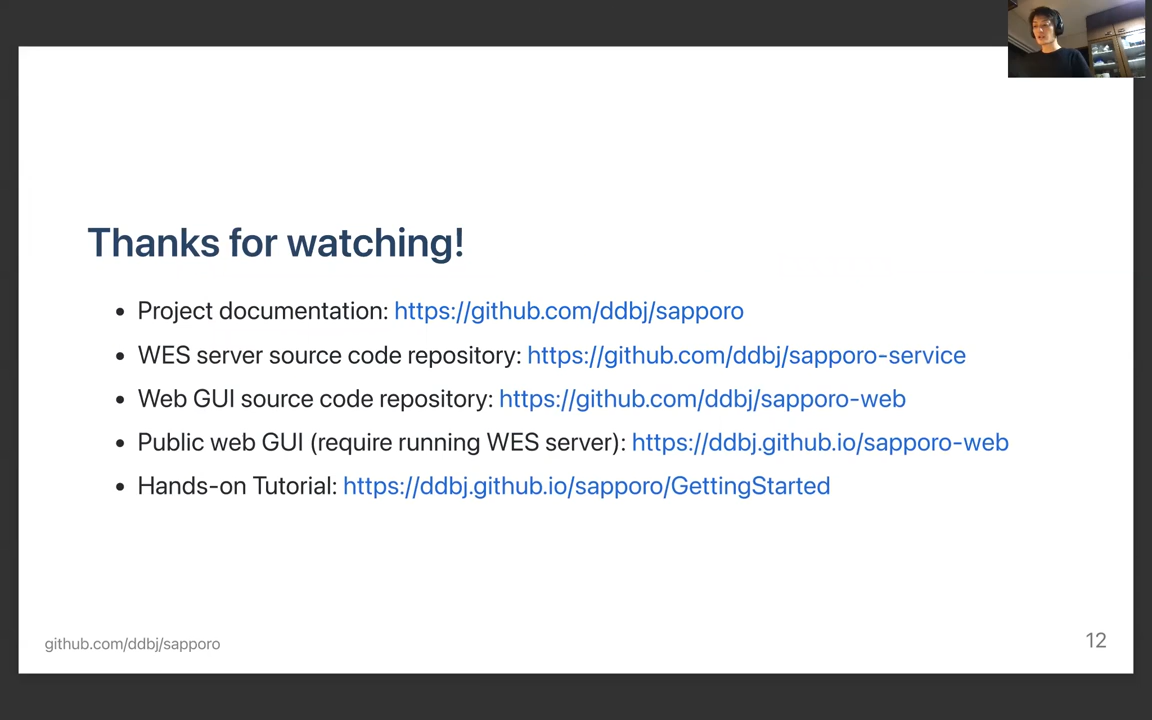 Thanks for watching!
• Project documentation: https://github.com/ddbj/sapporo
• WES server source code repository: https://github.com/ddbj/sapporo-service
• Web GUI source code repository: https://github.com/ddbj/sapporo-web
• Public web GUI (require running WES server): https://ddbj.github.io/sapporo-web
• Hands-on Tutorial: https://ddbj.github.io/sapporo/GettingStarted
github.com/ddbj/sapporo
12